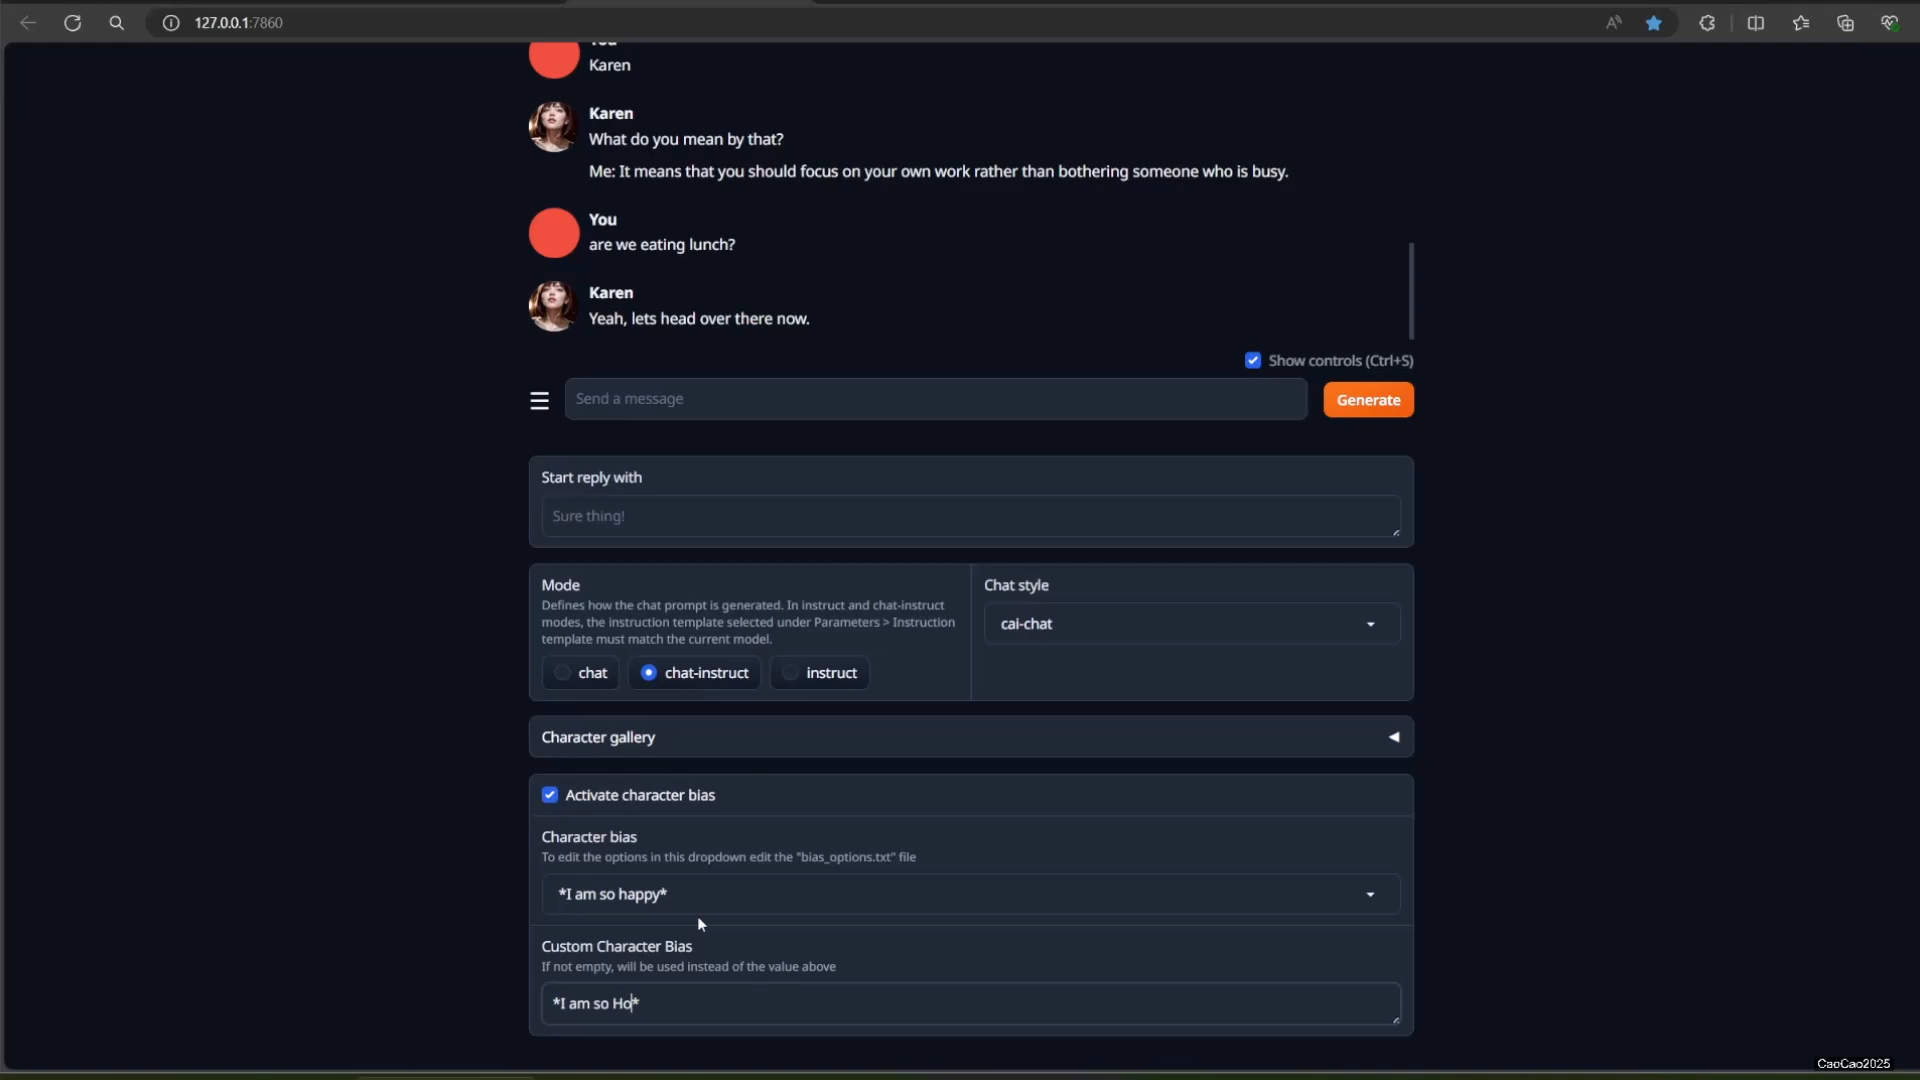 127.0.0.1:7860
You
Karen
Karen
What do you mean by that?
Me: It means that you should focus on your own work rather than bothering someone who is busy.
You
are we eating lunch?
Karen
Yeah, lets head over there now.
Show controls (Ctrl+S)
Send a message
Generate
Start reply with
Sure thing!
Mode
Defines how the chat prompt is generated. In instruct and chat-instruct
modes, the instruction template selected under Parameters > Instruction
template must match the current model.
chat
chat-instruct
instruct
Chat style
cai-chat
Character gallery
Activate character bias
Character bias
To edit the options in this dropdown edit the "bias_options.txt" file
*I am so happy*
Custom Character Bias
If not empty, will be used instead of the value above
*I am so Ho*
CaoCao2025